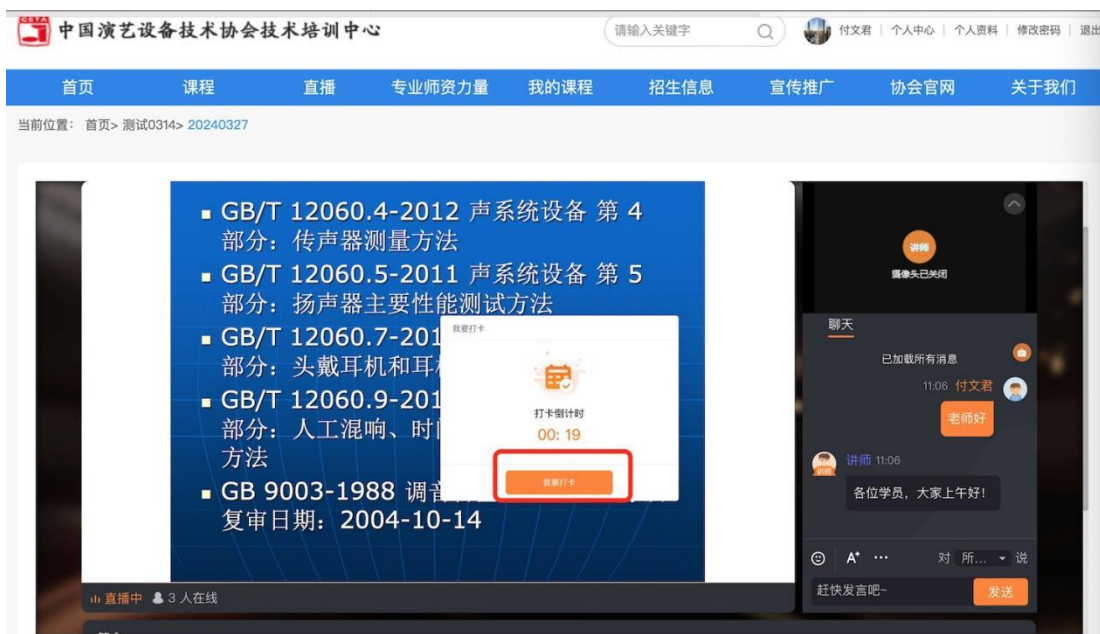 CETA
中国演艺设备技术协会技术培训中心
请输入关键字
付文君 | 个人中心 | 个人资料 | 修改密码 | 退出
首页 课程 直播 专业师资力量 我的课程 招生信息 宣传推广 协会官网 关于我们
当前位置： 首页> 测试0314> 20240327
GB/T 12060.4-2012 声系统设备 第 4
部分：传声器测量方法
GB/T 12060.5-2011 声系统设备 第 5
部分：扬声器主要性能测试方法
GB/T 12060.7-201
部分：头戴耳机和耳
GB/T 12060.9-201
部分：人工混响、时
方法
GB 9003-1988 调音
复审日期：2004-10-14
我要打卡
打卡倒计时
00: 19
我要打卡
直播中 3 人在线
讲师
摄像头已关闭
聊天
已加载所有消息
11:06 付文君
老师好
讲师 11:06
讲师
各位学员，大家上午好！
A+ ··· 对 所... 说
赶快发言吧~
发送